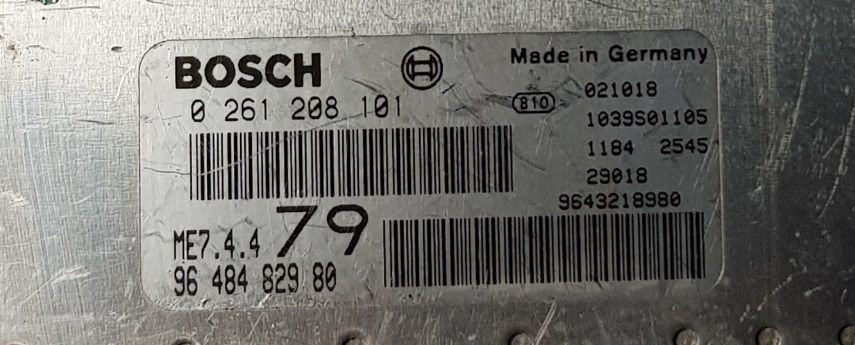 BOSCH
Made in Germany
0 261 208 101
810
021018
1039S01105
1184 2545
29018
9643218980
ME7.4.4 79
96 484 829 80